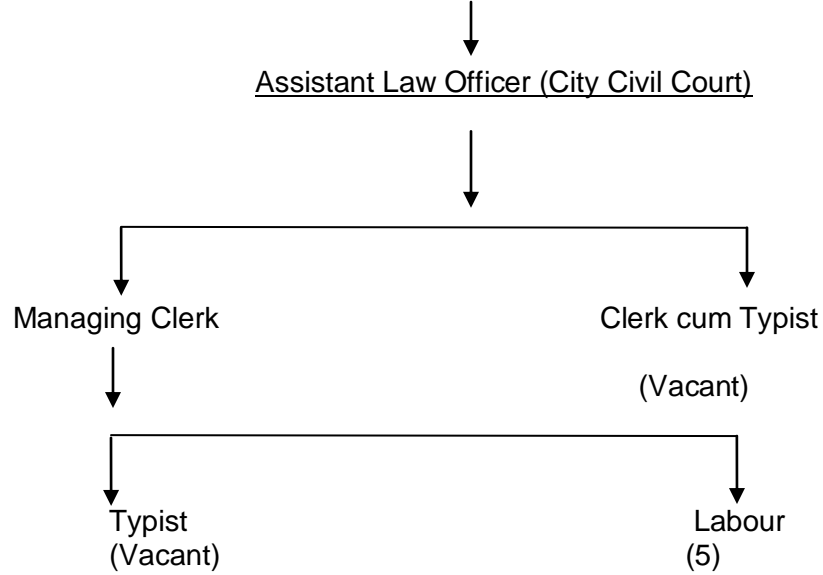 Assistant Law Officer (City Civil Court)
Managing Clerk
Clerk cum Typist
(Vacant)
Typist
(Vacant)
Labour
(5)